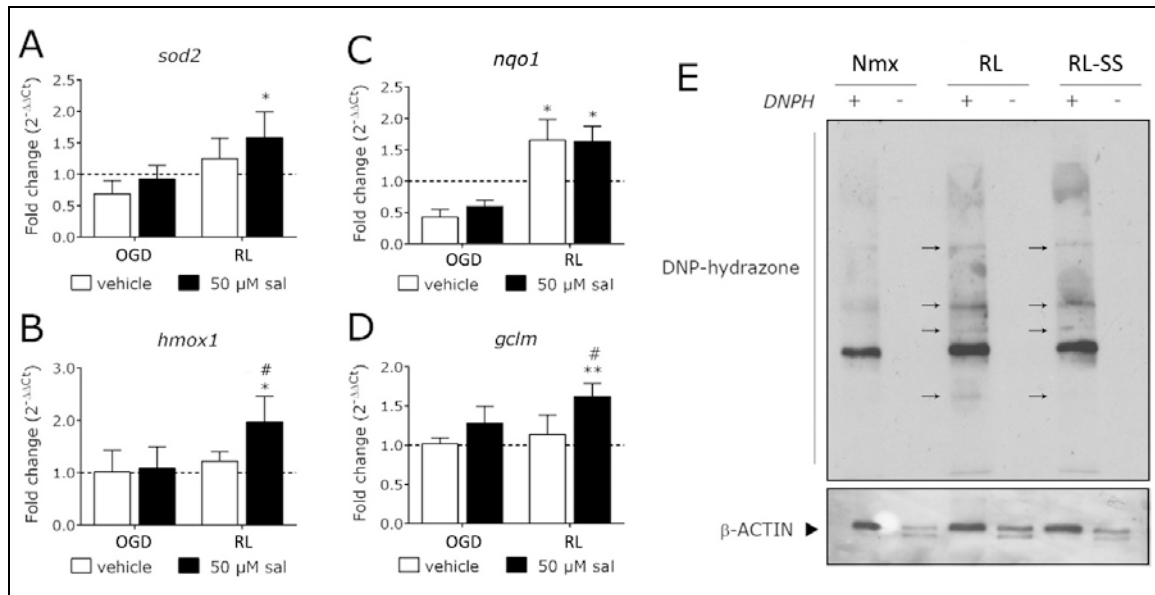 A
sod2
Fold change (2-ΔΔCt)
2.5
2.0
1.5
1.0
0.5
0.0
*
OGD RL
vehicle 50 µM sal
B
hmox1
Fold change (2-ΔΔCt)
3.0
2.0
1.0
0.0
#
*
OGD RL
vehicle 50 µM sal
C
nqo1
Fold change (2-ΔΔCt)
2.5
2.0
1.5
1.0
0.5
0.0
* *
OGD RL
vehicle 50 µM sal
D
gclm
Fold change (2-ΔΔCt)
2.0
1.5
1.0
0.5
0.0
#
**
OGD RL
vehicle 50 µM sal
E
Nmx RL RL-SS
DNPH + - + - + -
DNP-hydrazone
β-ACTIN